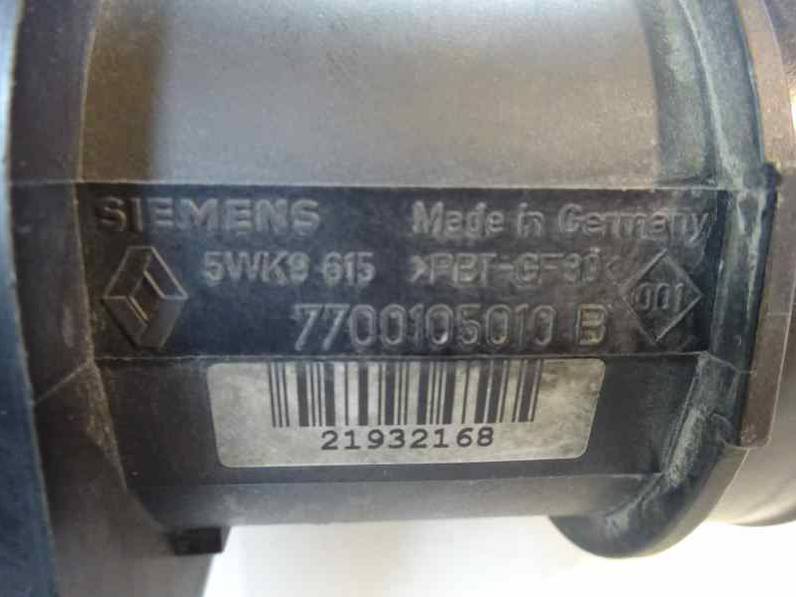 SIEMENS Made in Germany
5WK9 615 >PBT-GF30<
001
7700105010 B
21932168